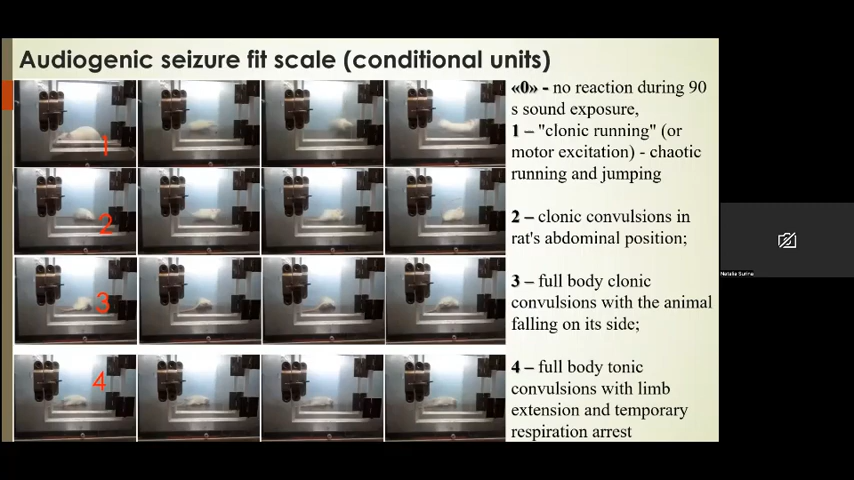 Audiogenic seizure fit scale (conditional units)
«0» - no reaction during 90
s sound exposure,
1 – "clonic running" (or
motor excitation) - chaotic
running and jumping
2 – clonic convulsions in
rat's abdominal position;
3 – full body clonic
convulsions with the animal
falling on its side;
4 – full body tonic
convulsions with limb
extension and temporary
respiration arrest
1
2
3
4
Natalia Surina